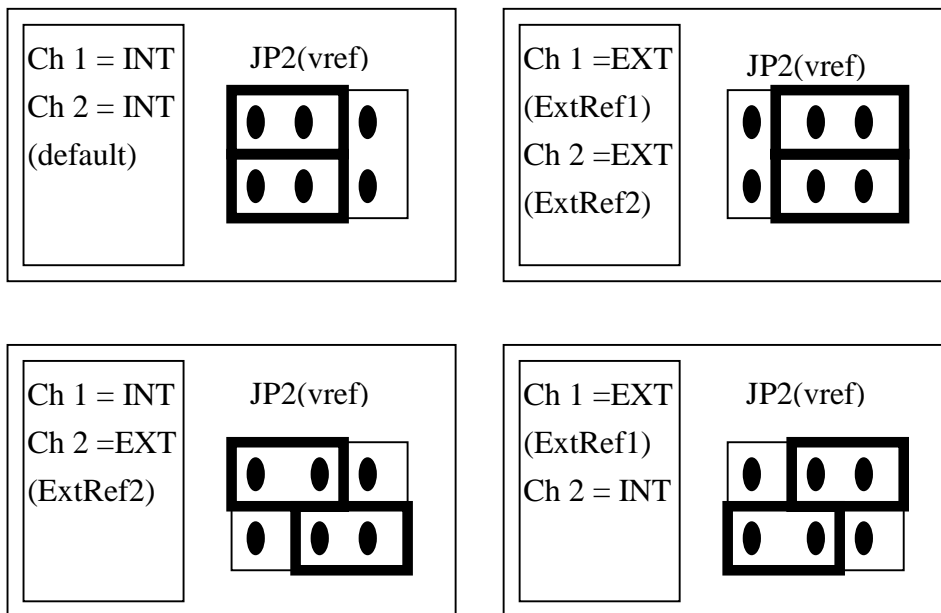 Ch 1 = INT
Ch 2 = INT
(default)
JP2(vref)
Ch 1 =EXT
(ExtRef1)
Ch 2 =EXT
(ExtRef2)
JP2(vref)
Ch 1 = INT
Ch 2 =EXT
(ExtRef2)
JP2(vref)
Ch 1 =EXT
(ExtRef1)
Ch 2 = INT
JP2(vref)